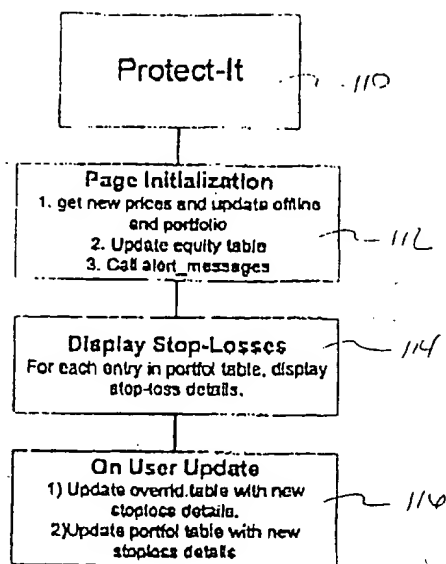 Protect-It
110
Page Initialization
1. get new prices and update offline
and portfolio
2. Update equity table
3. Call alert_messages
112
Display Stop-Losses
For each entry in portfol table, display
stop-loss details.
114
On User Update
1) Update overrid.table with new
stoploss details.
2)Update portfol table with new
stoploss details
116